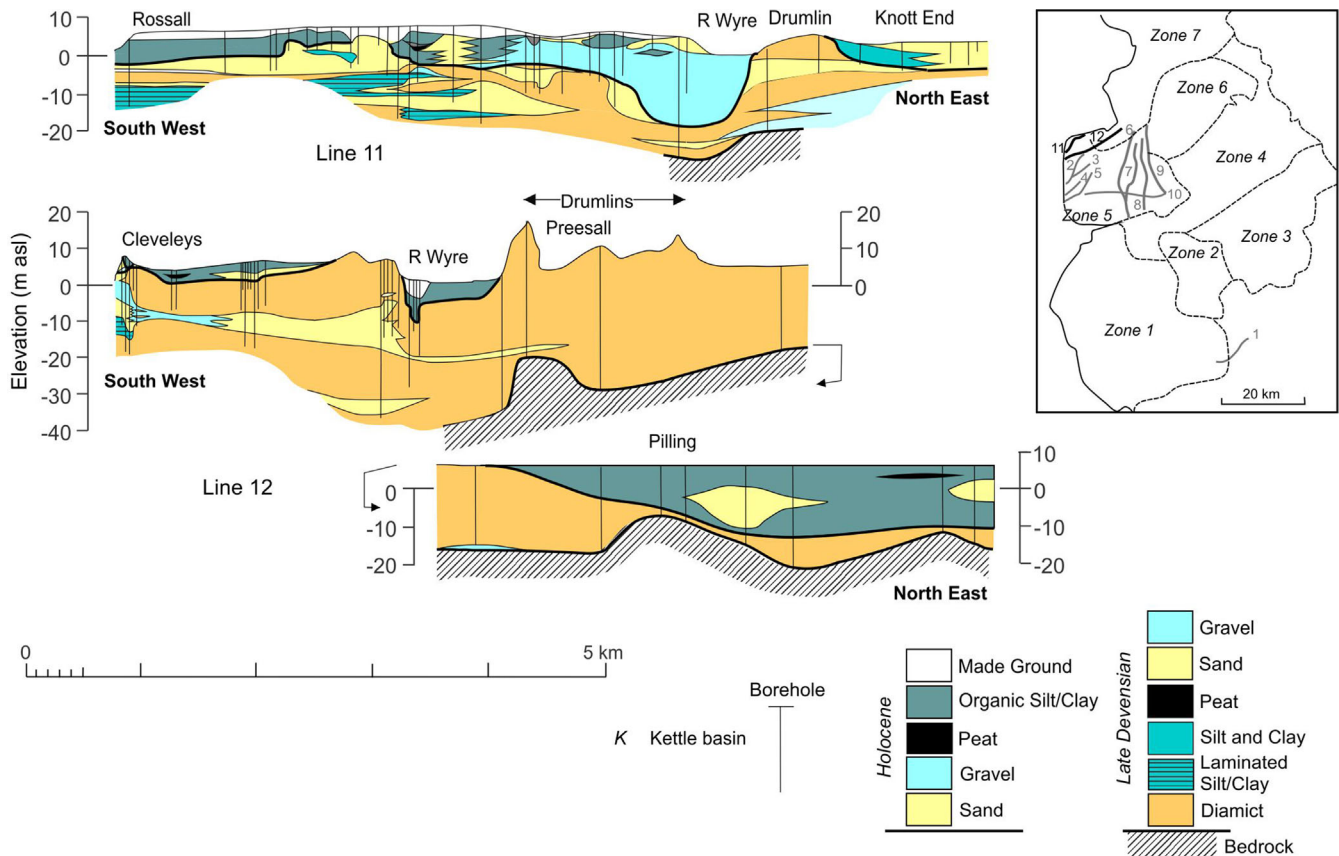 Rossall
R Wyre
Drumlin
Knott End
0
-10
-20
South West
Line 11
North East
Drumlins
Preesall
20
10
0
-10
-20
-30
-40
Elevation (m asl)
Cleveleys
R Wyre
20
10
0
South West
Line 12
Pilling
0
-10
-20
10
0
-10
-20
North East
0
5 km
Borehole
K Kettle basin
Holocene
Made Ground
Organic Silt/Clay
Peat
Gravel
Sand
Late Devensian
Gravel
Sand
Peat
Silt and Clay
Laminated
Silt/Clay
Diamict
Bedrock
Zone 7
Zone 6
Zone 4
Zone 5
Zone 3
Zone 2
Zone 1
11
12
6
2
3
4
5
7
9
8
10
1
20 km